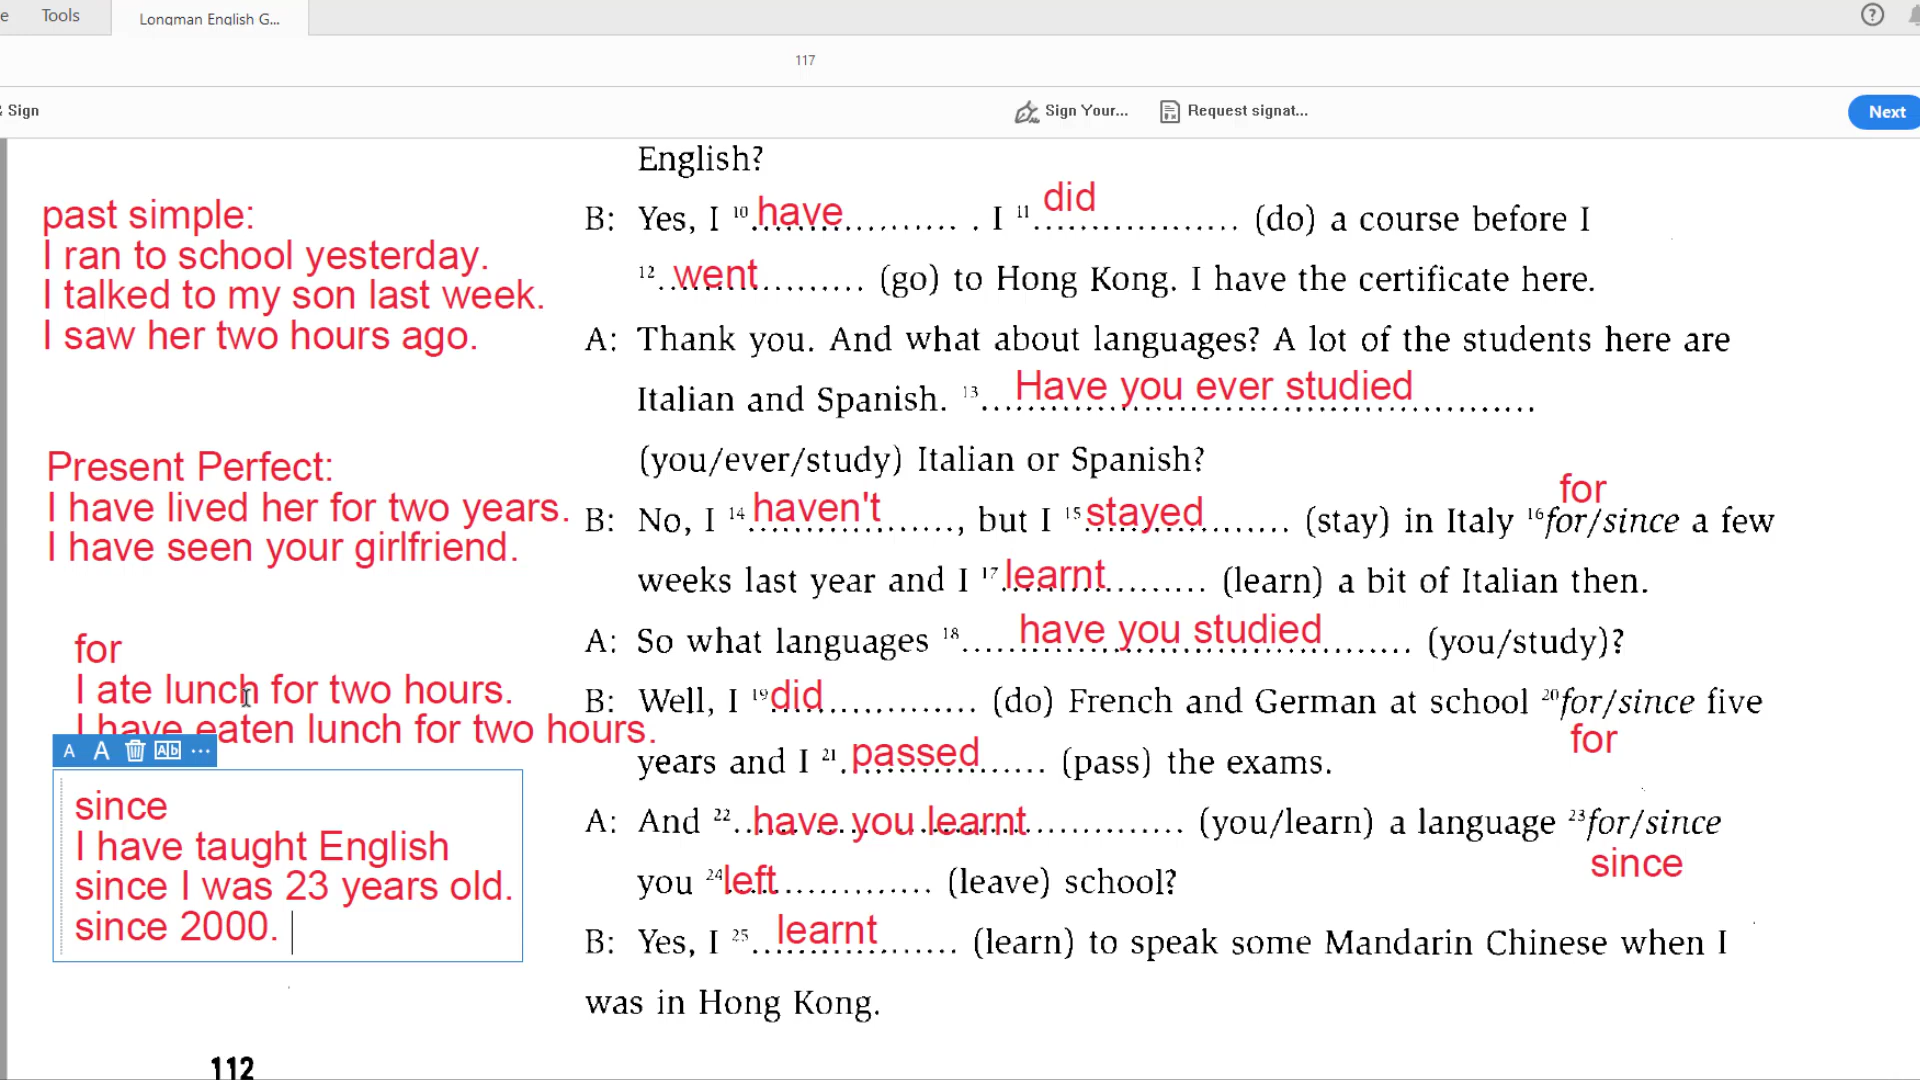 Tools
Longman English G...
117
Sign
Sign Your...
Request signat...
Next
past simple:
I ran to school yesterday.
I talked to my son last week.
I saw her two hours ago.
Present Perfect:
I have lived her for two years.
I have seen your girlfriend.
for
I ate lunch for two hours.
I have eaten lunch for two hours.
A A Ab ...
since
I have taught English
since I was 23 years old.
since 2000.
112
English?
B: Yes, I 10 have . I 11 did (do) a course before I
12 went (go) to Hong Kong. I have the certificate here.
A: Thank you. And what about languages? A lot of the students here are
Italian and Spanish. 13 Have you ever studied
(you/ever/study) Italian or Spanish?
for
B: No, I 14 haven't, but I 15 stayed (stay) in Italy 16 for/since a few
weeks last year and I 17 learnt (learn) a bit of Italian then.
A: So what languages 18 have you studied (you/study)?
B: Well, I 19 did (do) French and German at school 20 for/since five
for
years and I 21 passed (pass) the exams.
A: And 22 have you learnt (you/learn) a language 23 for/since
since
you 24 left (leave) school?
B: Yes, I 25 learnt (learn) to speak some Mandarin Chinese when I
was in Hong Kong.